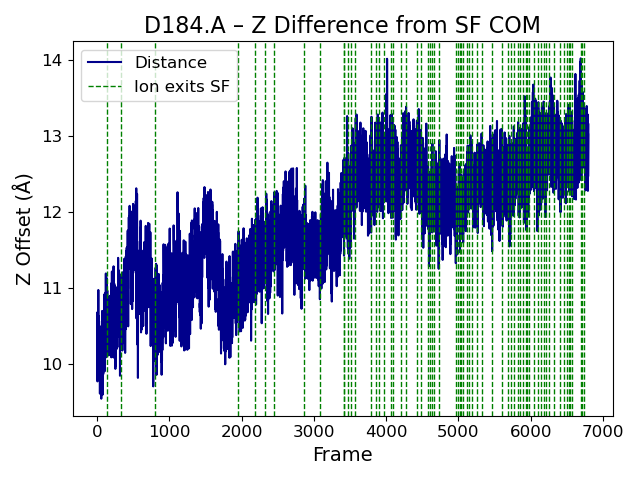 D184.A – Z Difference from SF COM
Distance
Ion exits SF
Z Offset (Å)
14
13
12
11
10
0 1000 2000 3000 4000 5000 6000 7000
Frame